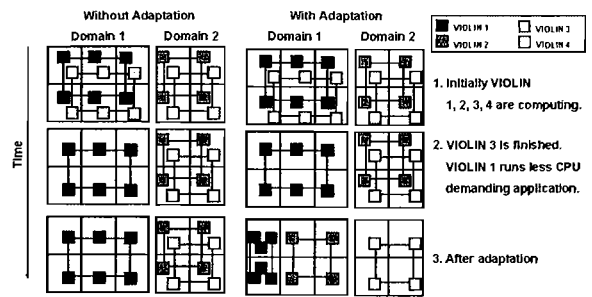 Without Adaptation
With Adaptation
Domain 1
Domain 2
Domain 1
Domain 2
VIOLIN 1
VIOLIN 3
VIOLIN 2
VIOLIN 4
Time
1. Initially VIOLIN
1, 2, 3, 4 are computing.
2. VIOLIN 3 is finished.
VIOLIN 1 runs less CPU
demanding application.
3. After adaptation